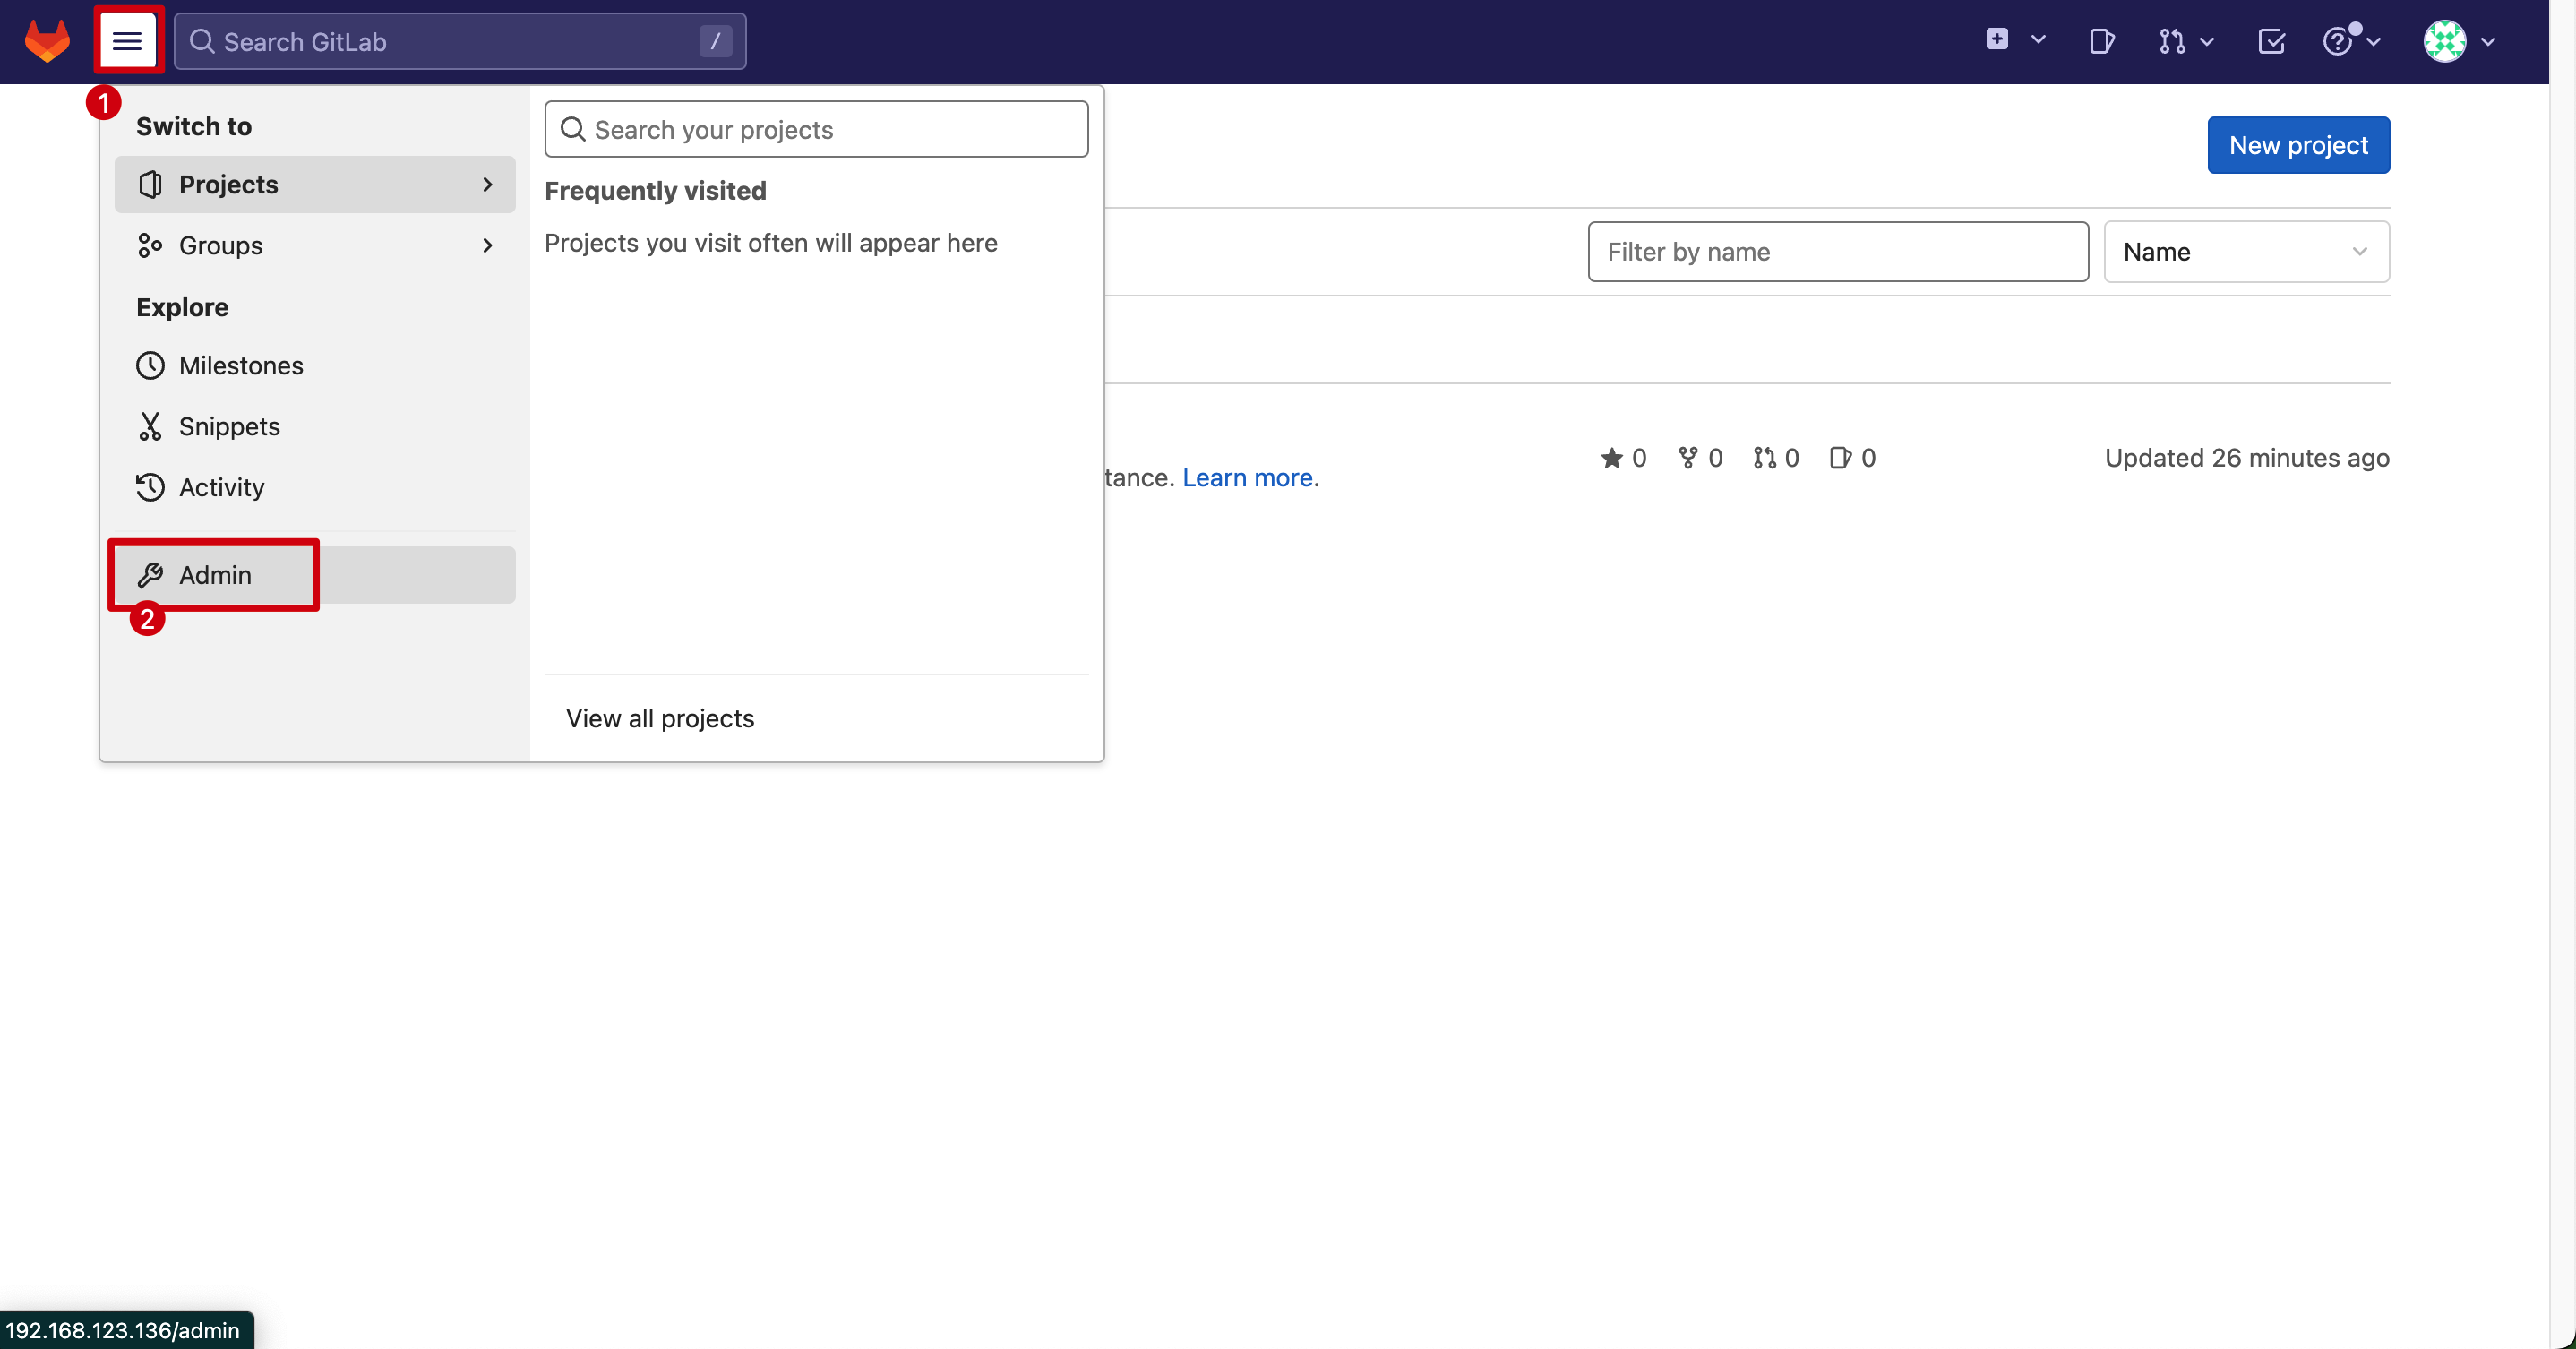 Search GitLab
/
1
Switch to
Projects
Groups
Explore
Milestones
Snippets
Activity
Admin
2
Search your projects
Frequently visited
Projects you visit often will appear here
View all projects
New project
Filter by name
Name
tance. Learn more.
0 0 0 0
Updated 26 minutes ago
192.168.123.136/admin